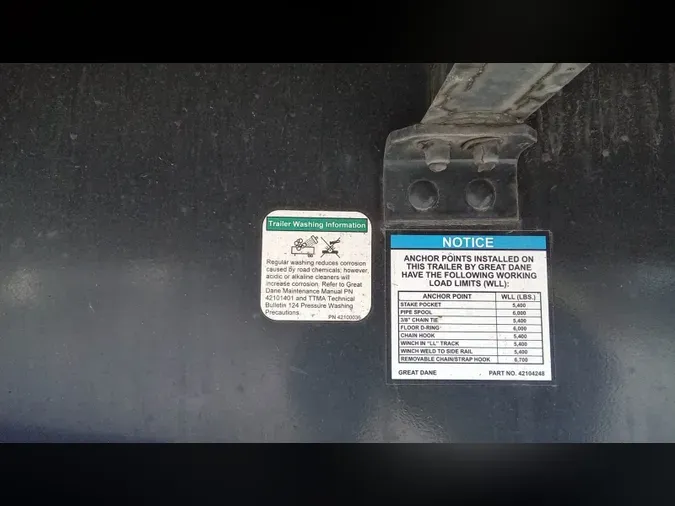 Trailer Washing Information
Regular washing reduces corrosion
caused by road chemicals; however,
acidic or alkaline cleaners will
increase corrosion. Refer to Great
Dane Maintenance Manual PN
42101401 and TTMA Technical
Bulletin 124 Pressure Washing
Precautions.
PN 42100036
NOTICE
ANCHOR POINTS INSTALLED ON
THIS TRAILER BY GREAT DANE
HAVE THE FOLLOWING WORKING
LOAD LIMITS (WLL):
ANCHOR POINT WLL (LBS.)
STAKE POCKET 5,400
PIPE SPOOL 6,000
3/8" CHAIN TIE 5,400
FLOOR D-RING 6,000
CHAIN HOOK 5,400
WINCH IN "LL" TRACK 5,400
WINCH WELD TO SIDE RAIL 5,400
REMOVABLE CHAIN/STRAP HOOK 6,700
GREAT DANE PART NO. 42104248